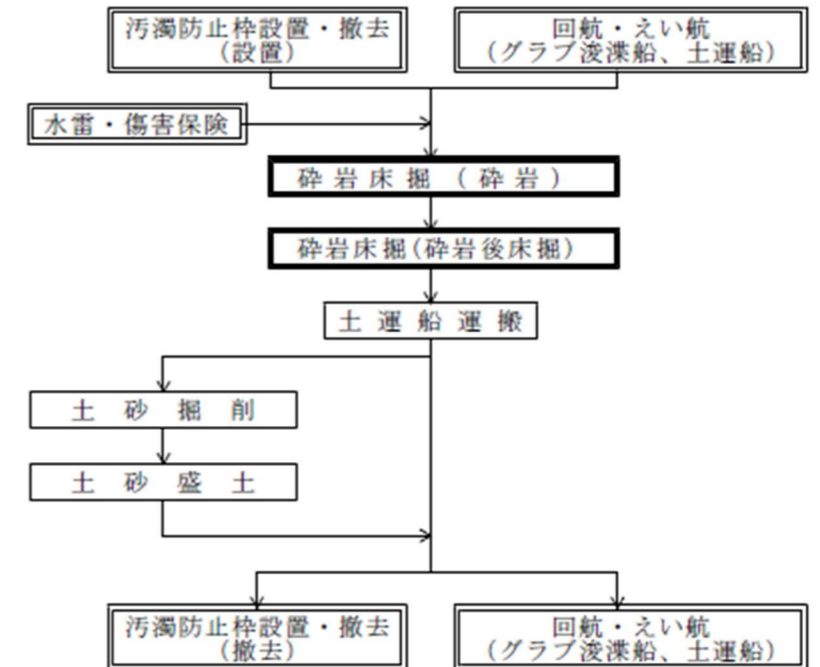 汚濁防止枠設置・撤去
(設置)
回航・えい航
(グラブ浚渫船、土運船)
水雷・傷害保険
砕岩床掘(砕岩)
砕岩床掘(砕岩後床掘)
土運船運搬
土砂掘削
土砂盛土
汚濁防止枠設置・撤去
(撤去)
回航・えい航
(グラブ浚渫船、土運船)